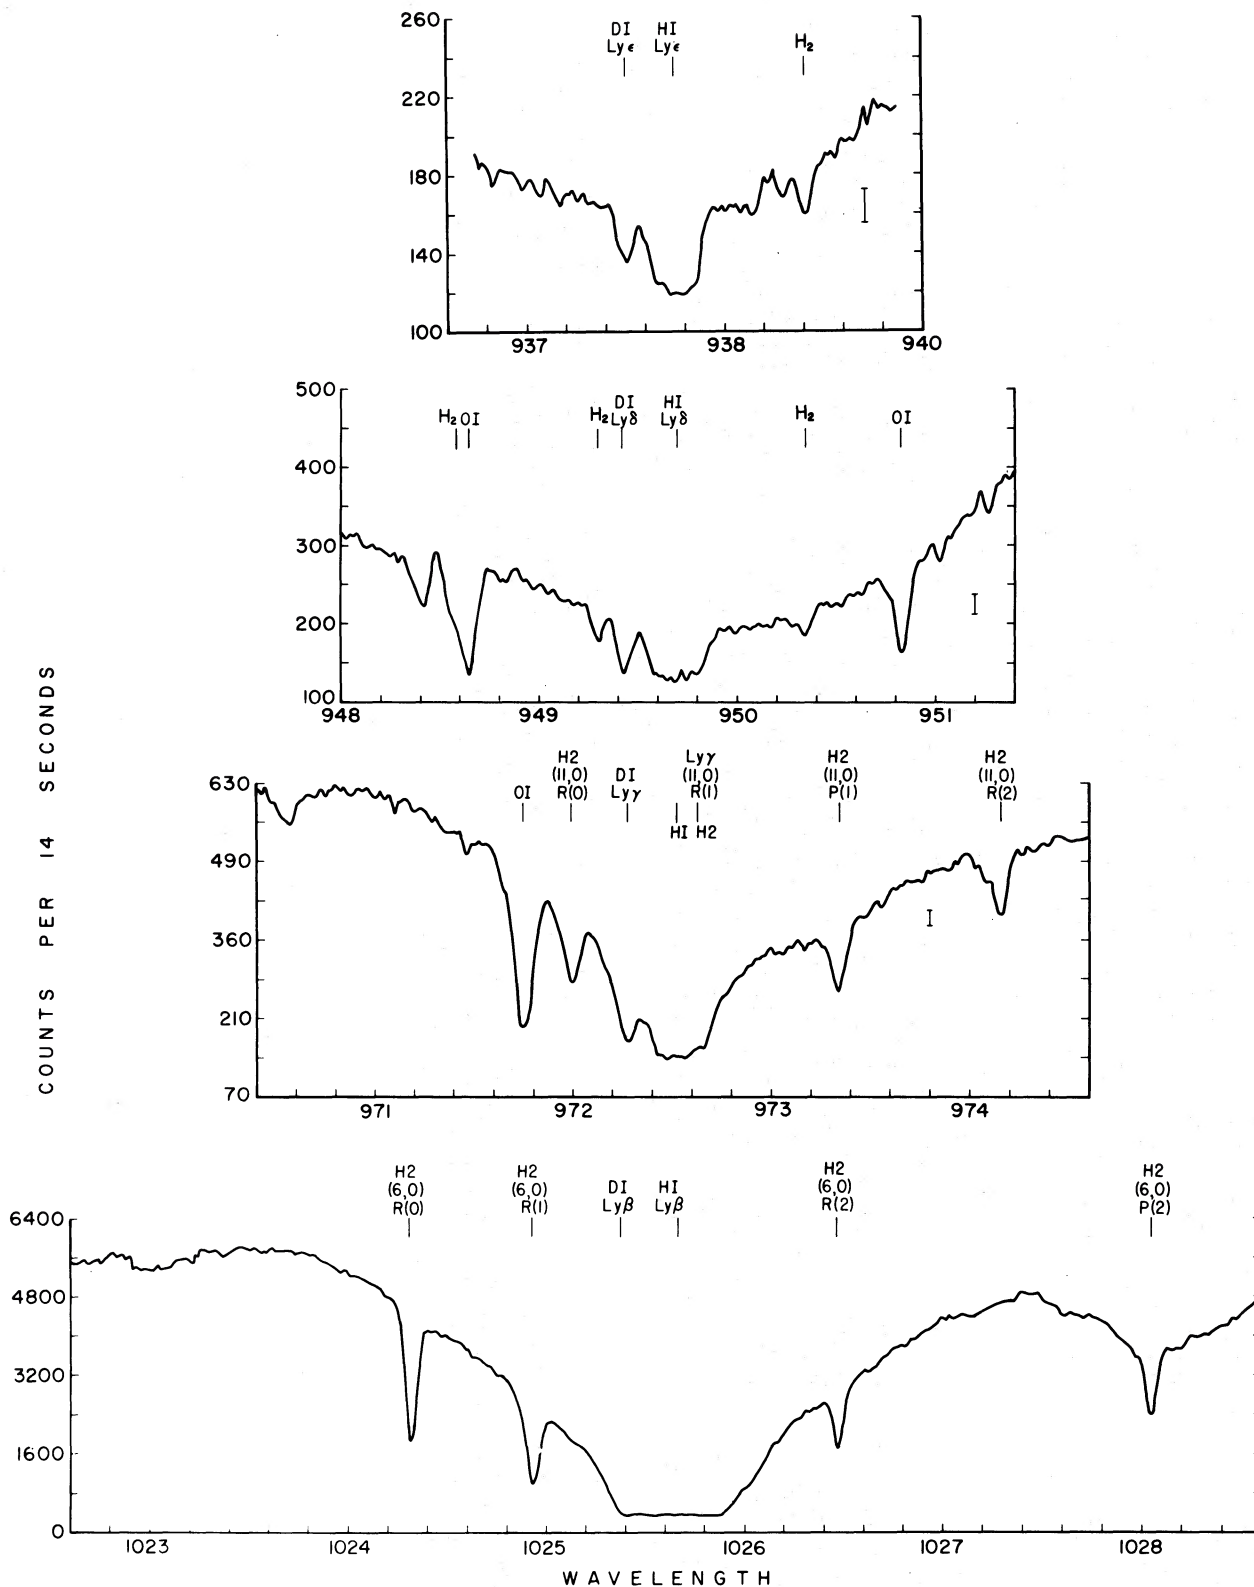 260
220
180
140
100
DI HI
Lyϵ Lyϵ H₂
937 938 940
500
400
300
200
100
H₂ OI H₂ DI HI H₂ OI
Lyδ Lyδ
948 949 950 951
COUNTS PER 14 SECONDS
630
490
360
210
70
H2 Lyγ H2 H2
(11,0) DI (11,0) (11,0) (11,0)
OI R(0) Lyγ R(1) P(1) R(2)
HI H2
971 972 973 974
6400
4800
3200
1600
0
H2 H2 H2 H2
(6,0) (6,0) DI HI (6,0) (6,0)
R(0) R(1) Lyβ Lyβ R(2) P(2)
1023 1024 1025 1026 1027 1028
WAVELENGTH